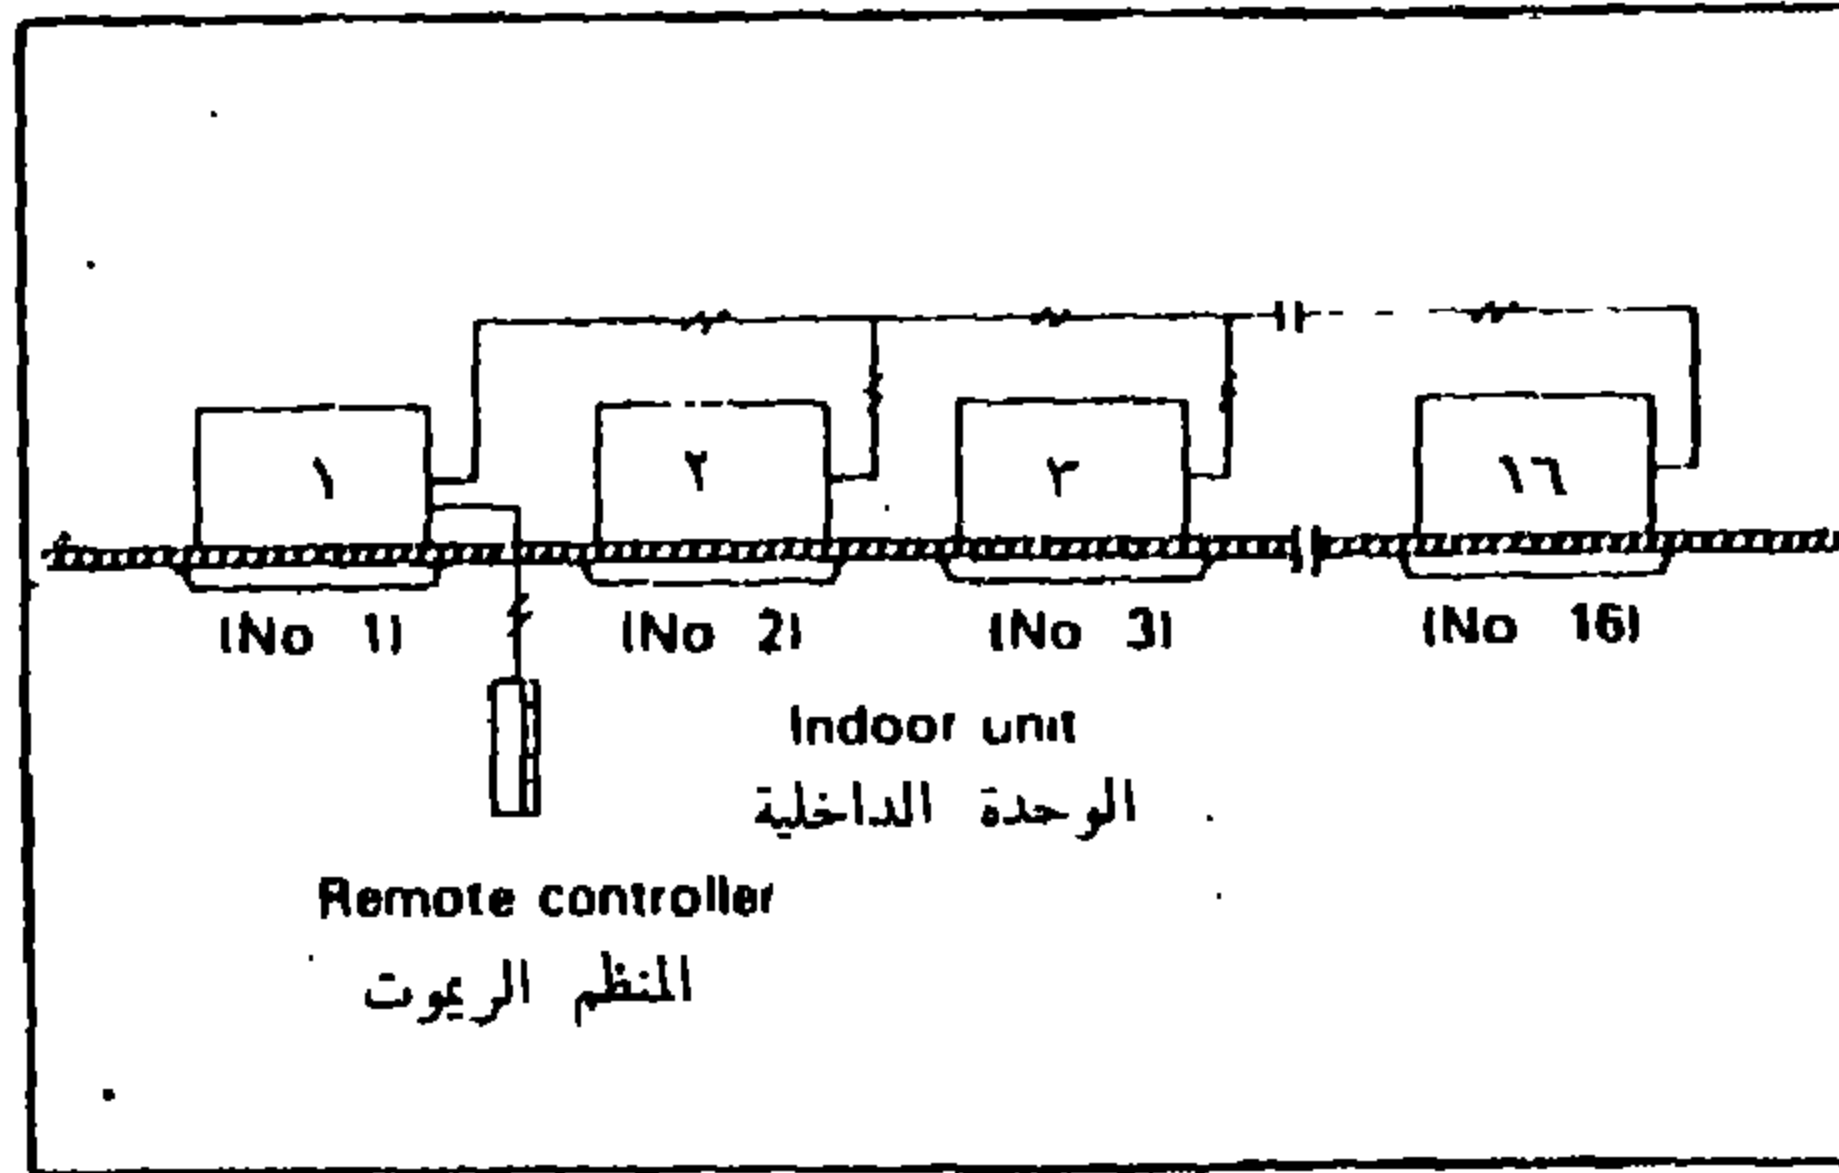 ١ ٢ ٣ ١٦
(No 1) (No 2) (No 3) (No 16)
Indoor unit
الوحدة الداخلية
Remote controller
المنظم الريموت